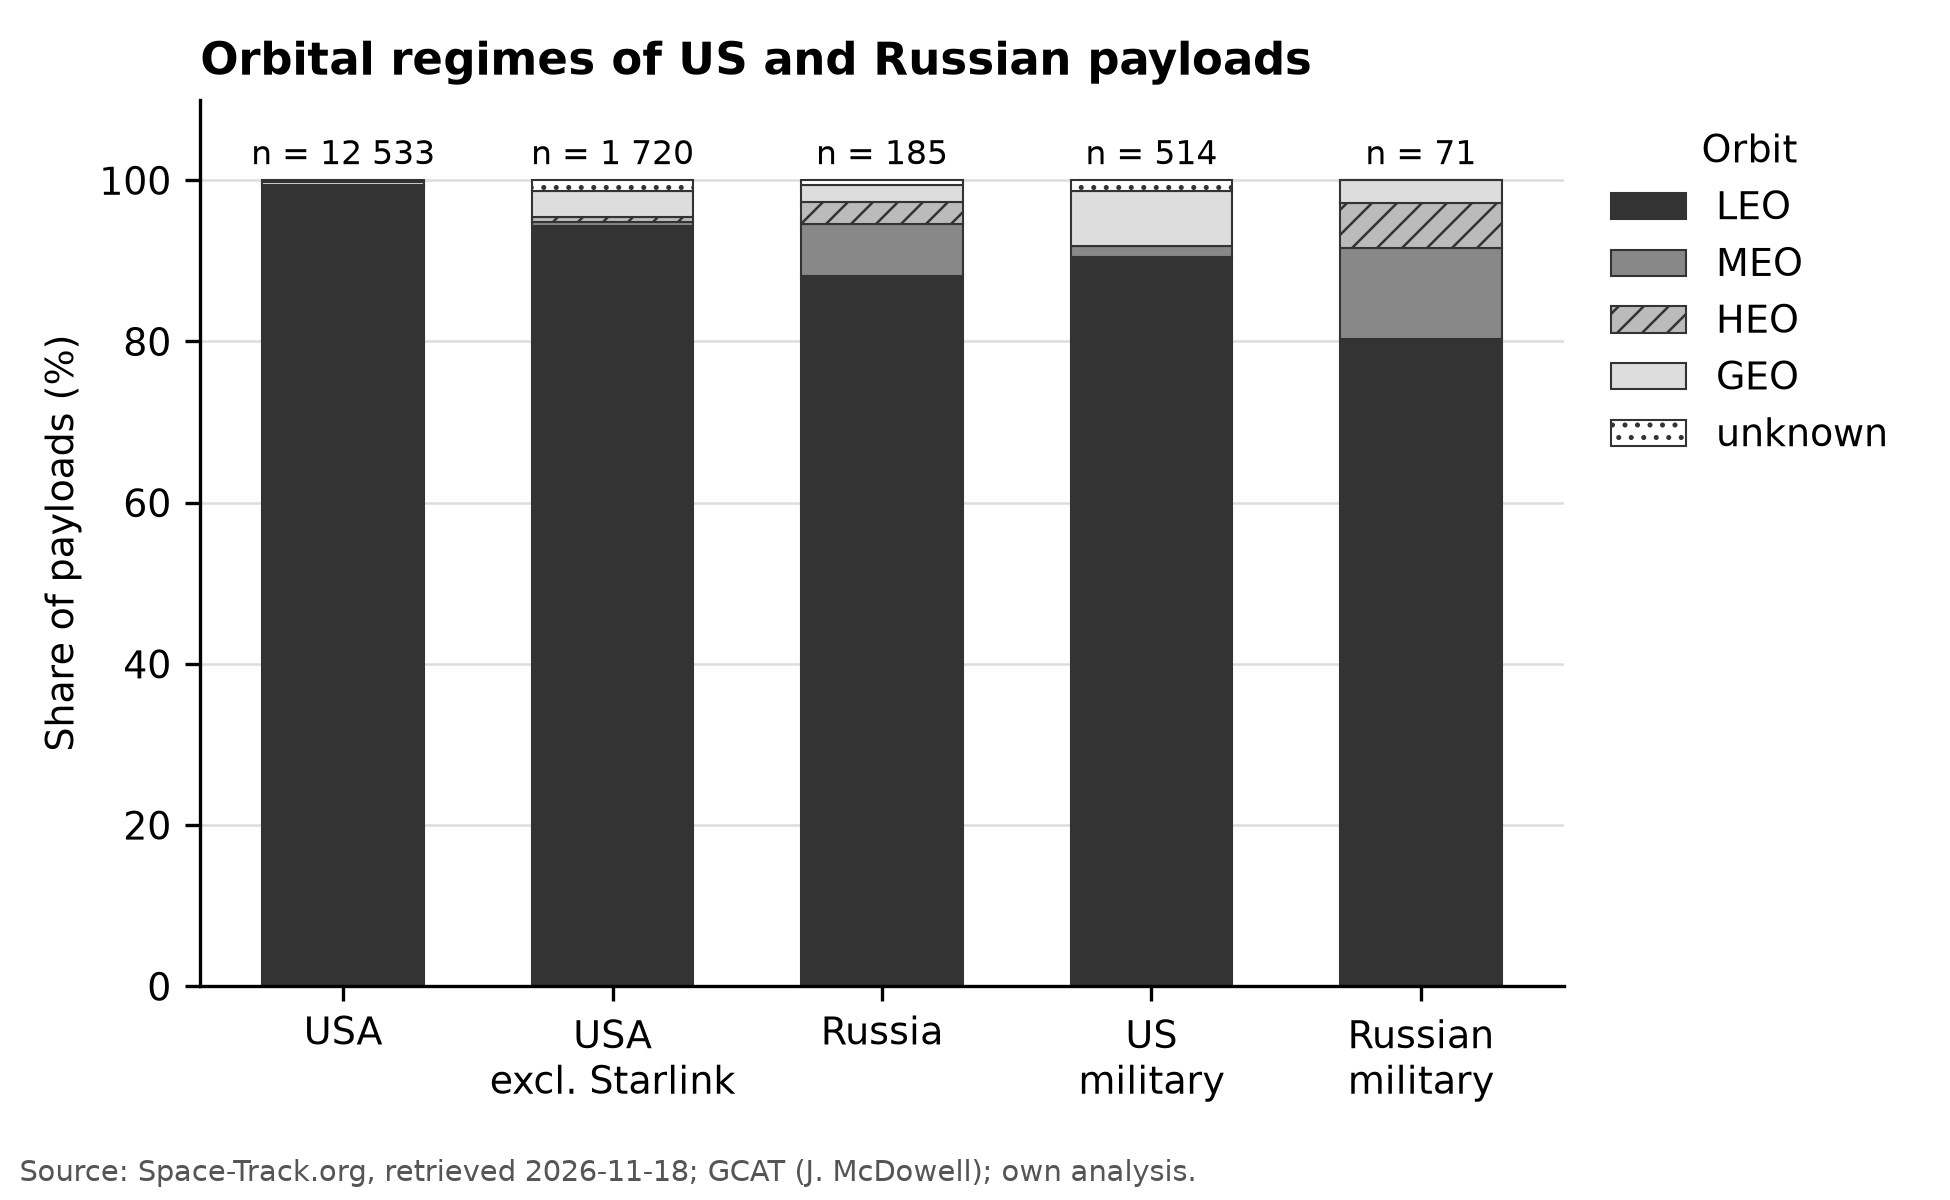 Orbital regimes of US and Russian payloads
n = 12 533
n = 1 720
n = 185
n = 514
n = 71
Share of payloads (%)
100
80
60
40
20
0
USA
USA
excl. Starlink
Russia
US
military
Russian
military
Orbit
LEO
MEO
HEO
GEO
unknown
Source: Space-Track.org, retrieved 2026-11-18; GCAT (J. McDowell); own analysis.